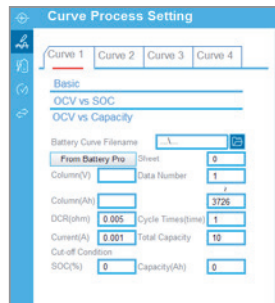 Curve Process Setting
Curve 1 Curve 2 Curve 3 Curve 4
Basic
OCV vs SOC
OCV vs Capacity
Battery Curve Filename ...\...
From Battery Pro Sheet 0
Column(V) Data Number 1
/
Column(Ah) 3726
DCR(ohm) 0.005 Cycle Times(time) 1
Current(A) 0.001 Total Capacity 10
Cut-off Condition
SOC(%) 0 Capacity(Ah) 0